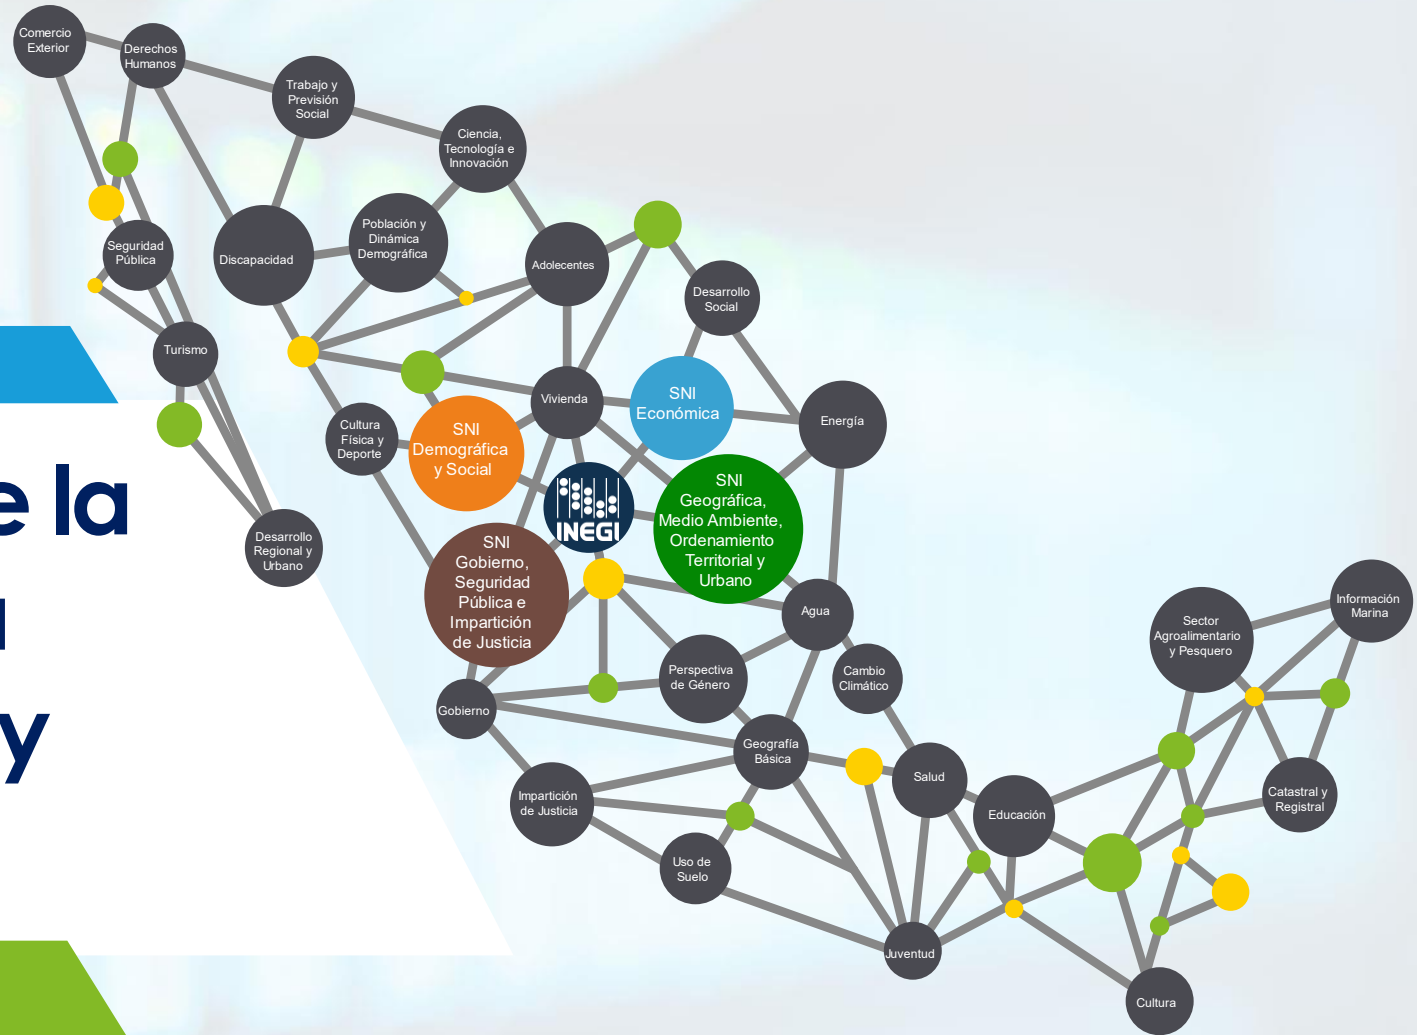 Comercio
Exterior
Derechos
Humanos
Trabajo y
Previsión
Social
Ciencia,
Tecnología e
Innovación
Seguridad
Pública
Discapacidad
Población y
Dinámica
Demográfica
Adolecentes
Desarrollo
Social
Turismo
Vivienda
SNI
Económica
Energía
Cultura
Física y
Deporte
SNI
Demográfica
y Social
e la
y
INEGI
SNI
Geográfica,
Medio Ambiente,
Ordenamiento
Territorial y
Urbano
Desarrollo
Regional y
Urbano
SNI
Gobierno,
Seguridad
Pública e
Impartición
de Justicia
Agua
Sector
Agroalimentario
y Pesquero
Información
Marina
Perspectiva
de Género
Cambio
Climático
Gobierno
Geografía
Básica
Salud
Impartición
de Justicia
Educación
Catastral y
Registral
Uso de
Suelo
Juventud
Cultura